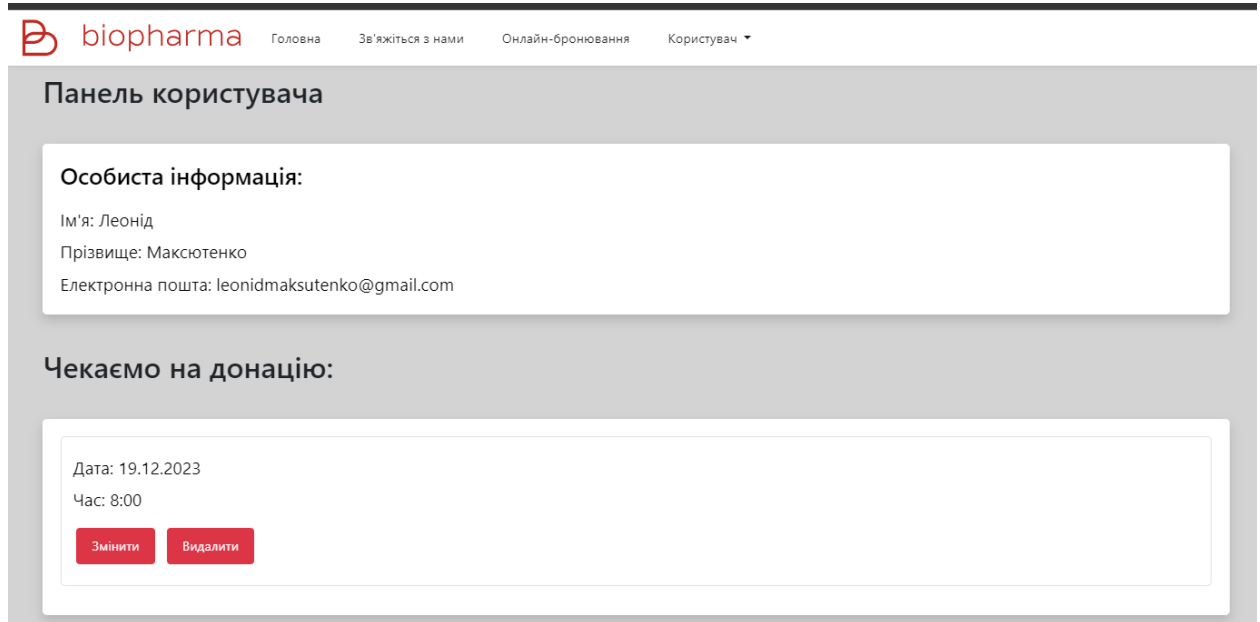 biopharma Головна Зв'яжіться з нами Онлайн-бронювання Користувач
Панель користувача
Особиста інформація:
Ім'я: Леонід
Прізвище: Максютенко
Електронна пошта: leonidmaksutenko@gmail.com
Чекаємо на донацію:
Дата: 19.12.2023
Час: 8:00
Змінити Видалити